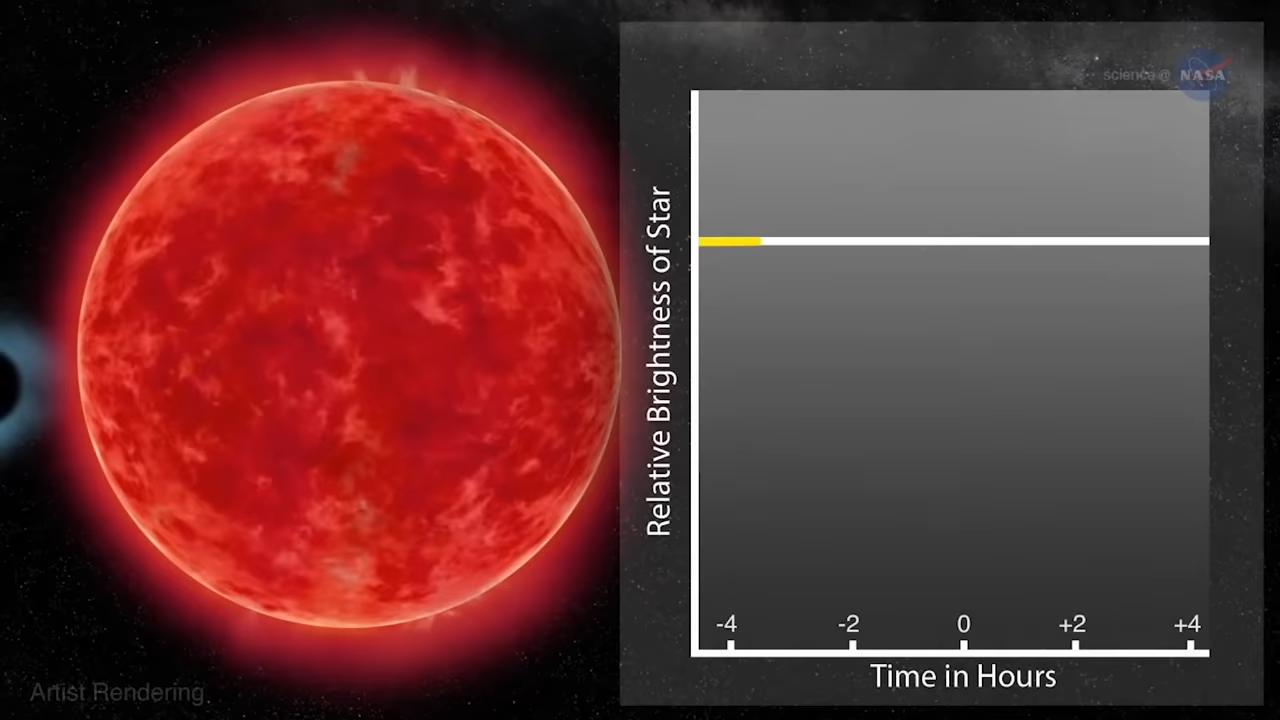 science@ NASA
Relative Brightness of Star
-4 -2 0 +2 +4
Time in Hours
Artist Rendering